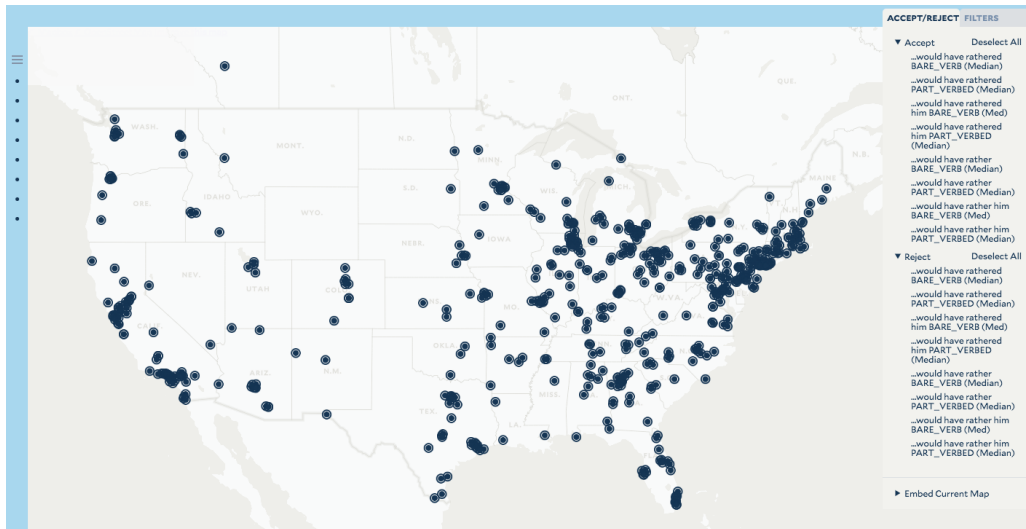 ACCEPT/REJECT FILTERS
▼ Accept Deselect All
...would have rathered
BARE_VERB (Median)
...would have rathered
PART_VERBED (Median)
...would have rathered
him BARE_VERB (Med)
...would have rathered
him PART_VERBED
(Median)
...would have rather
BARE_VERB (Median)
...would have rather
PART_VERBED (Median)
...would have rather him
BARE_VERB (Med)
...would have rather him
PART_VERBED (Median)
▼ Reject Deselect All
...would have rathered
BARE_VERB (Median)
...would have rathered
PART_VERBED (Median)
...would have rathered
him BARE_VERB (Med)
...would have rathered
him PART_VERBED
(Median)
...would have rather
BARE_VERB (Median)
...would have rather
PART_VERBED (Median)
...would have rather him
BARE_VERB (Med)
...would have rather him
PART_VERBED (Median)
▶ Embed Current Map
ONT.
QUE.
N.B.
WASH.
MONT.
N.D.
MINN.
MAINE
ORE.
IDAHO
S.D.
WIS.
MICH.
WYO.
NEBR.
IOWA
NEV.
UTAH
MO.
W.VA.
CALIF.
OKLA.
ARIZ.
N.M.
TEX.
MISS.
LA.